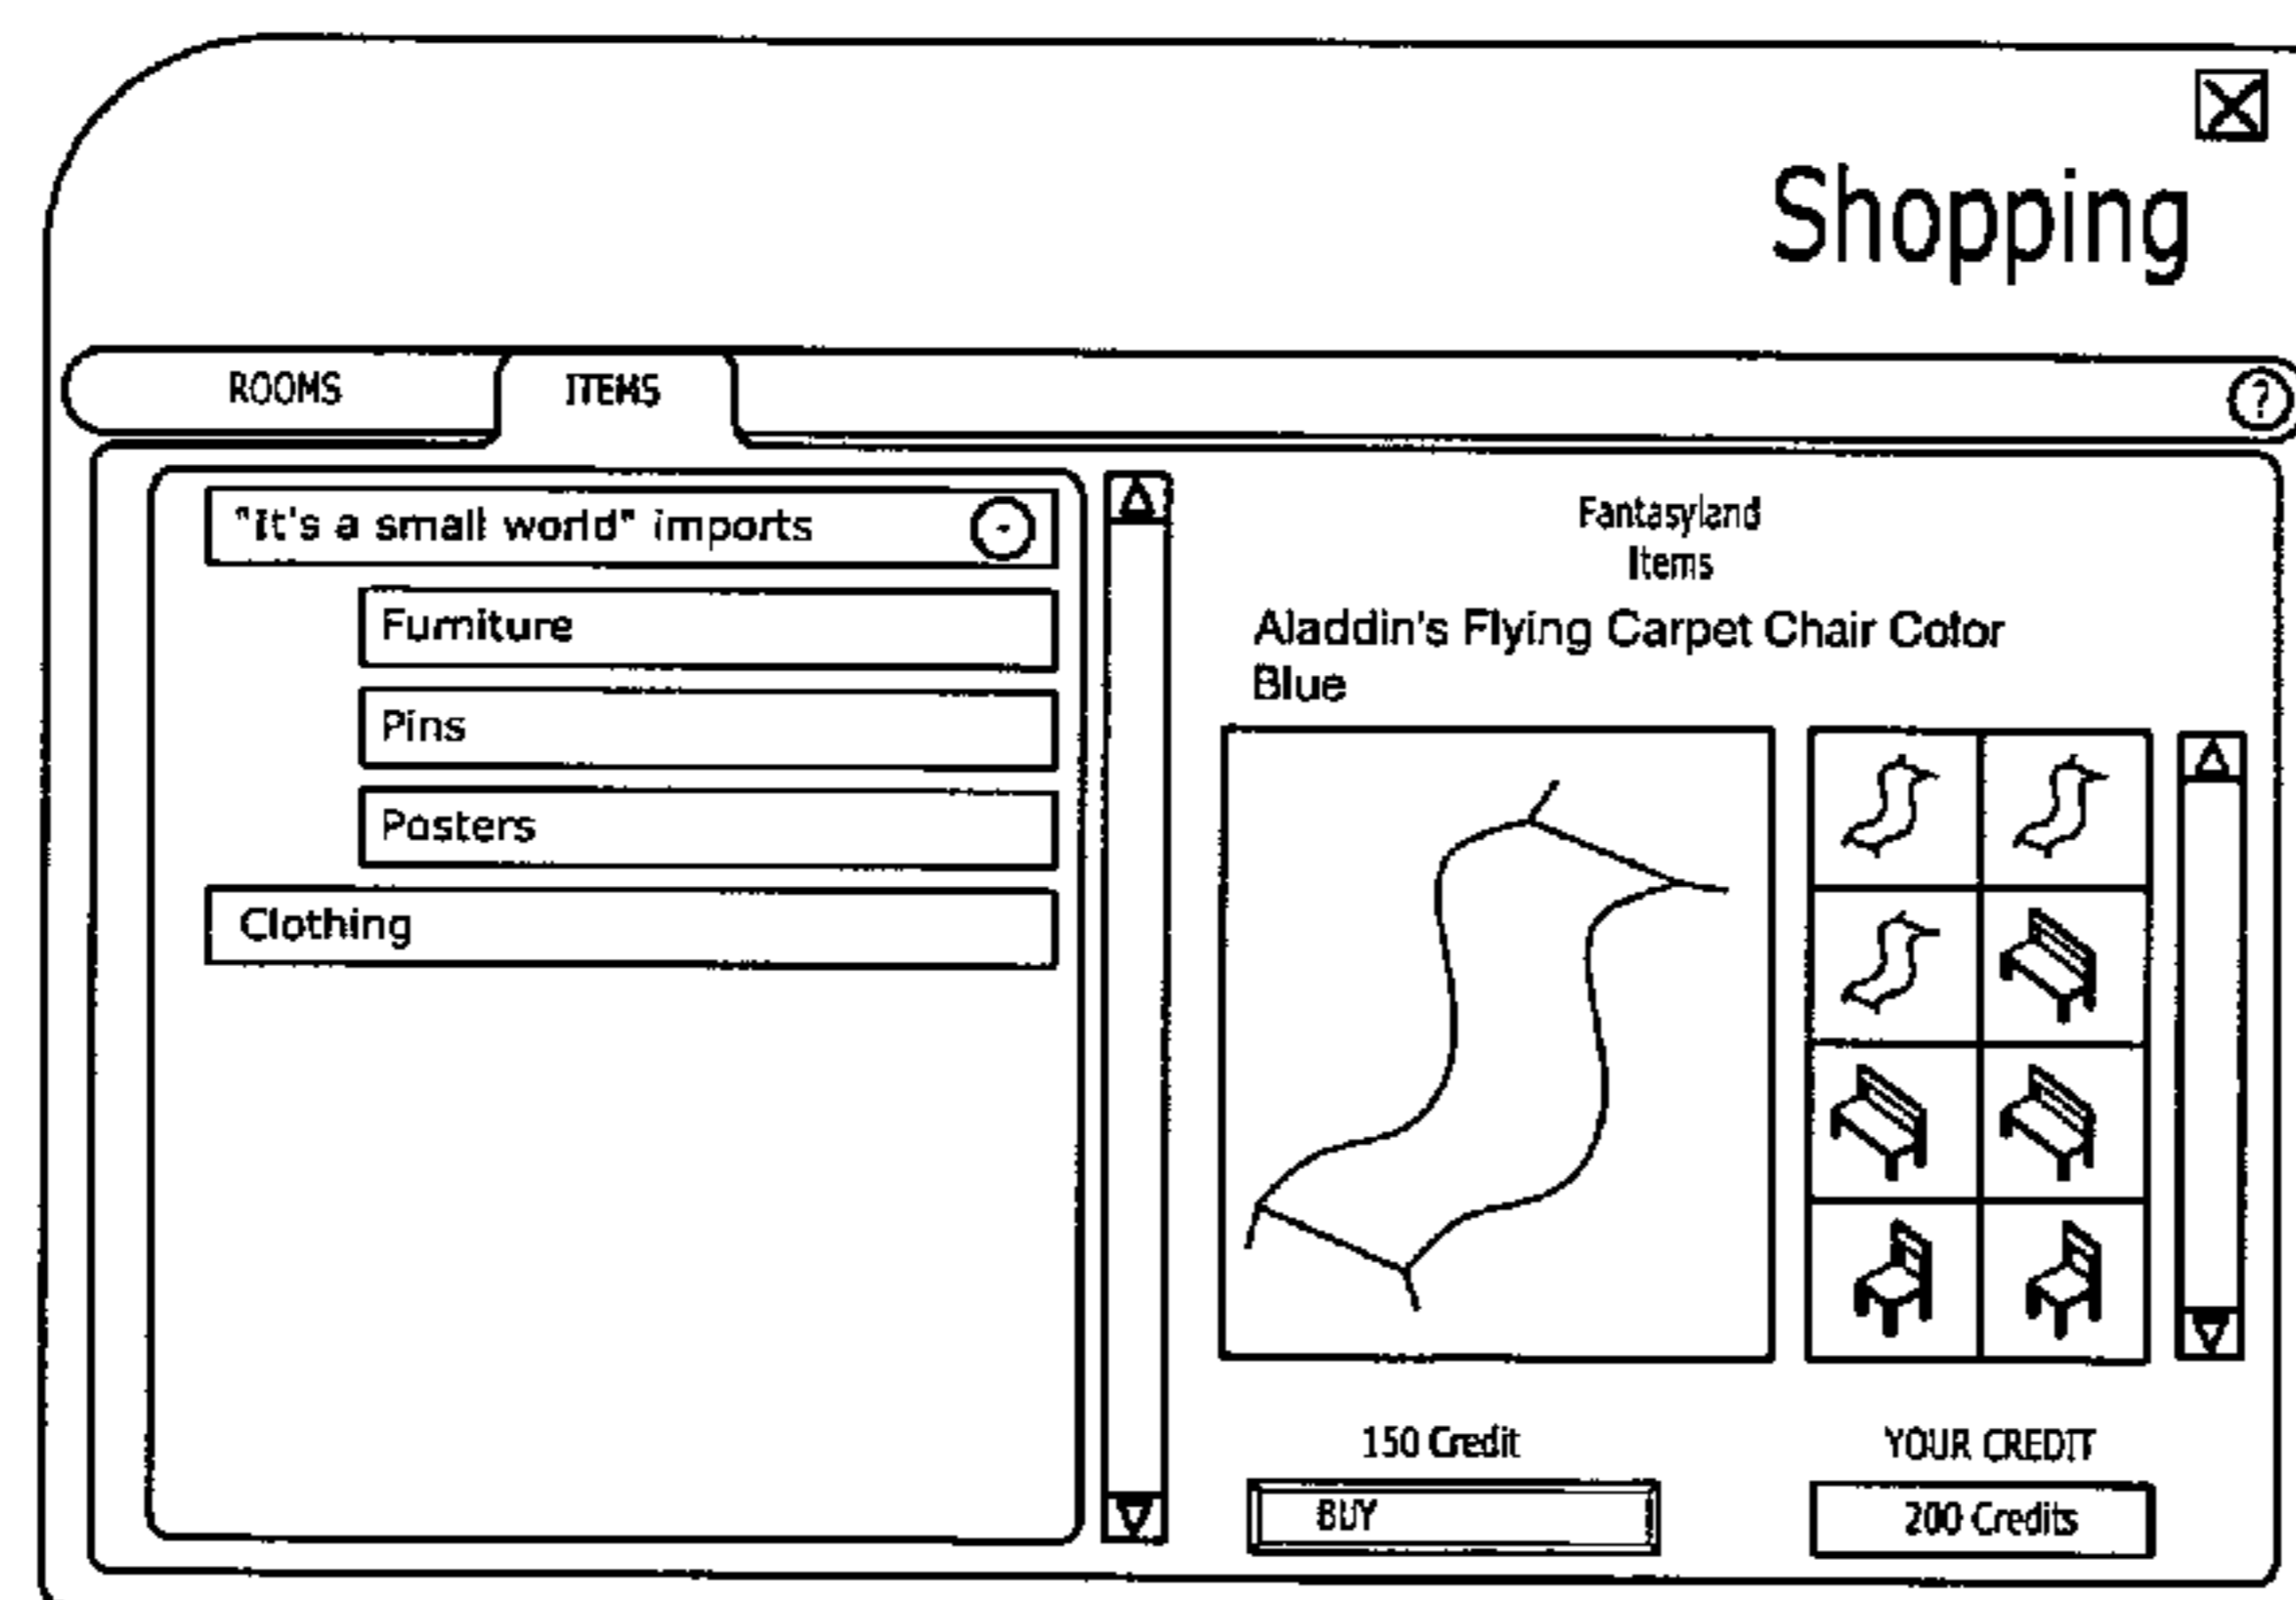 Shopping
ROOMS
ITEMS
?
"It's a small world" imports
Furniture
Pins
Posters
Clothing
Fantasyland
Items
Aladdin's Flying Carpet Chair Color
Blue
150 Credit
YOUR CREDIT
BUY
200 Credits